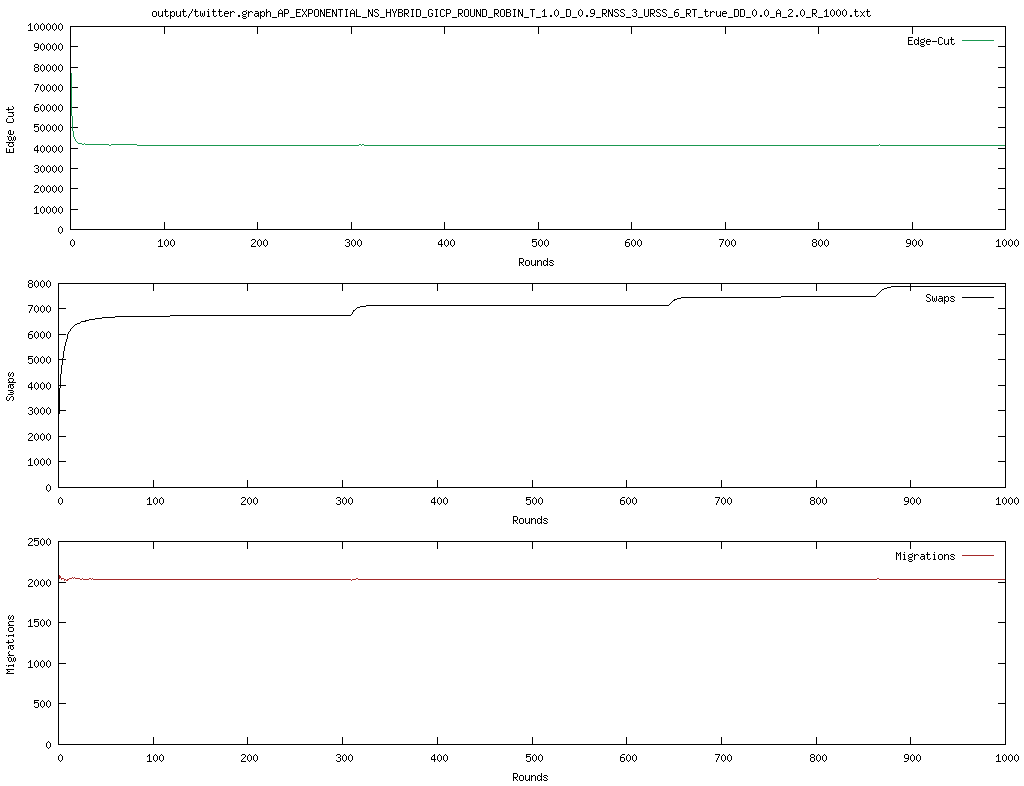 output/twitter.graph_AP_EXPONENTIAL_NS_HYBRID_GICP_ROUND_ROBIN_T_1.0_D_0.9_RNSS_3_URSS_6_RT_true_DD_0.0_A_2.0_R_1000.txt
100000
90000
80000
70000
60000
50000
40000
30000
20000
10000
0
Edge Cut
Edge-Cut
0 100 200 300 400 500 600 700 800 900 1000
Rounds
8000
7000
6000
5000
4000
3000
2000
1000
0
Swaps
Swaps
0 100 200 300 400 500 600 700 800 900 1000
Rounds
2500
2000
1500
1000
500
0
Migrations
Migrations
0 100 200 300 400 500 600 700 800 900 1000
Rounds